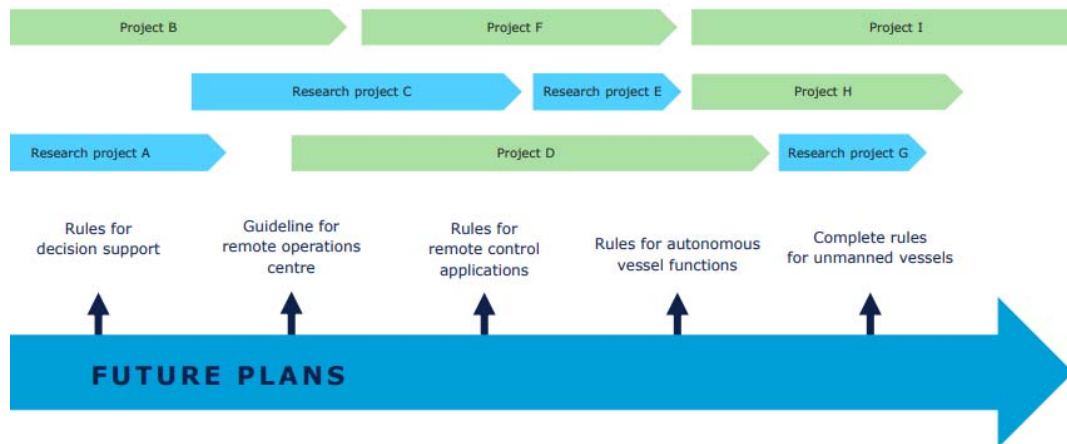 Project B
Project F
Project I
Research project C
Research project E
Project H
Research project A
Project D
Research project G
Rules for
decision support
Guideline for
remote operations
centre
Rules for
remote control
applications
Rules for autonomous
vessel functions
Complete rules
for unmanned vessels
FUTURE PLANS